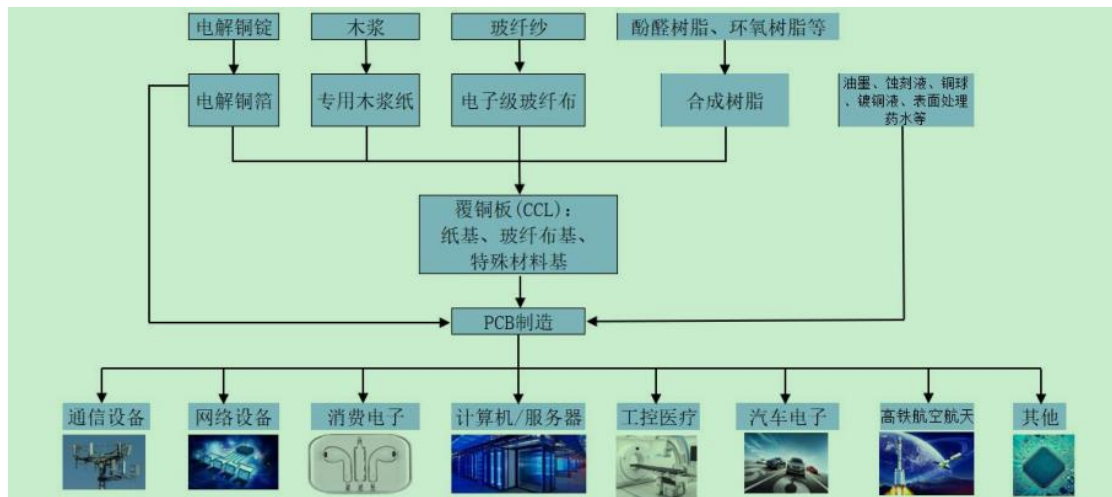 电解铜锭
木浆
玻纤纱
酚醛树脂、环氧树脂等
电解铜箔
专用木浆纸
电子级玻纤布
合成树脂
油墨、蚀刻液、铜球
、镀铜液、表面处理
药水等
覆铜板(CCL):
纸基、玻纤布基、
特殊材料基
PCB制造
通信设备
网络设备
消费电子
计算机/服务器
工控医疗
汽车电子
高铁航空航天
其他